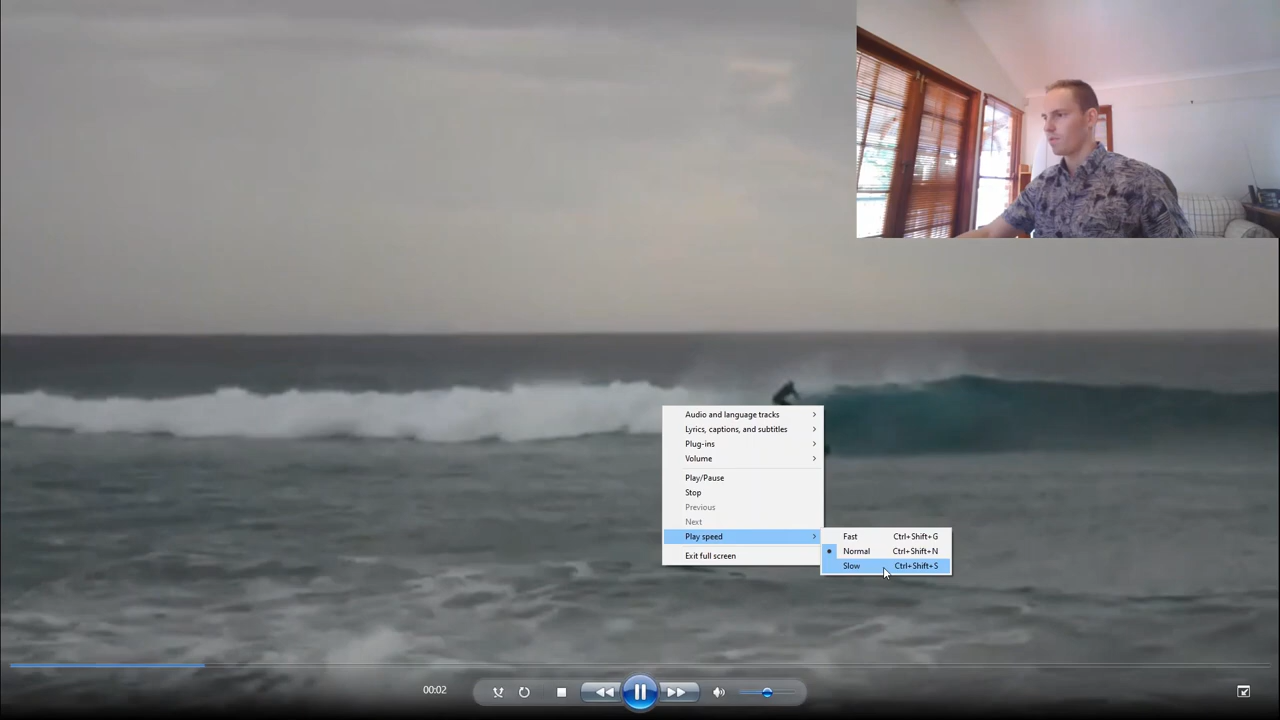 Audio and language tracks
Lyrics, captions, and subtitles
Plug-ins
Volume
Play/Pause
Stop
Previous
Next
Play speed
Exit full screen
Fast Ctrl+Shift+G
Normal Ctrl+Shift+N
Slow Ctrl+Shift+S
00:02